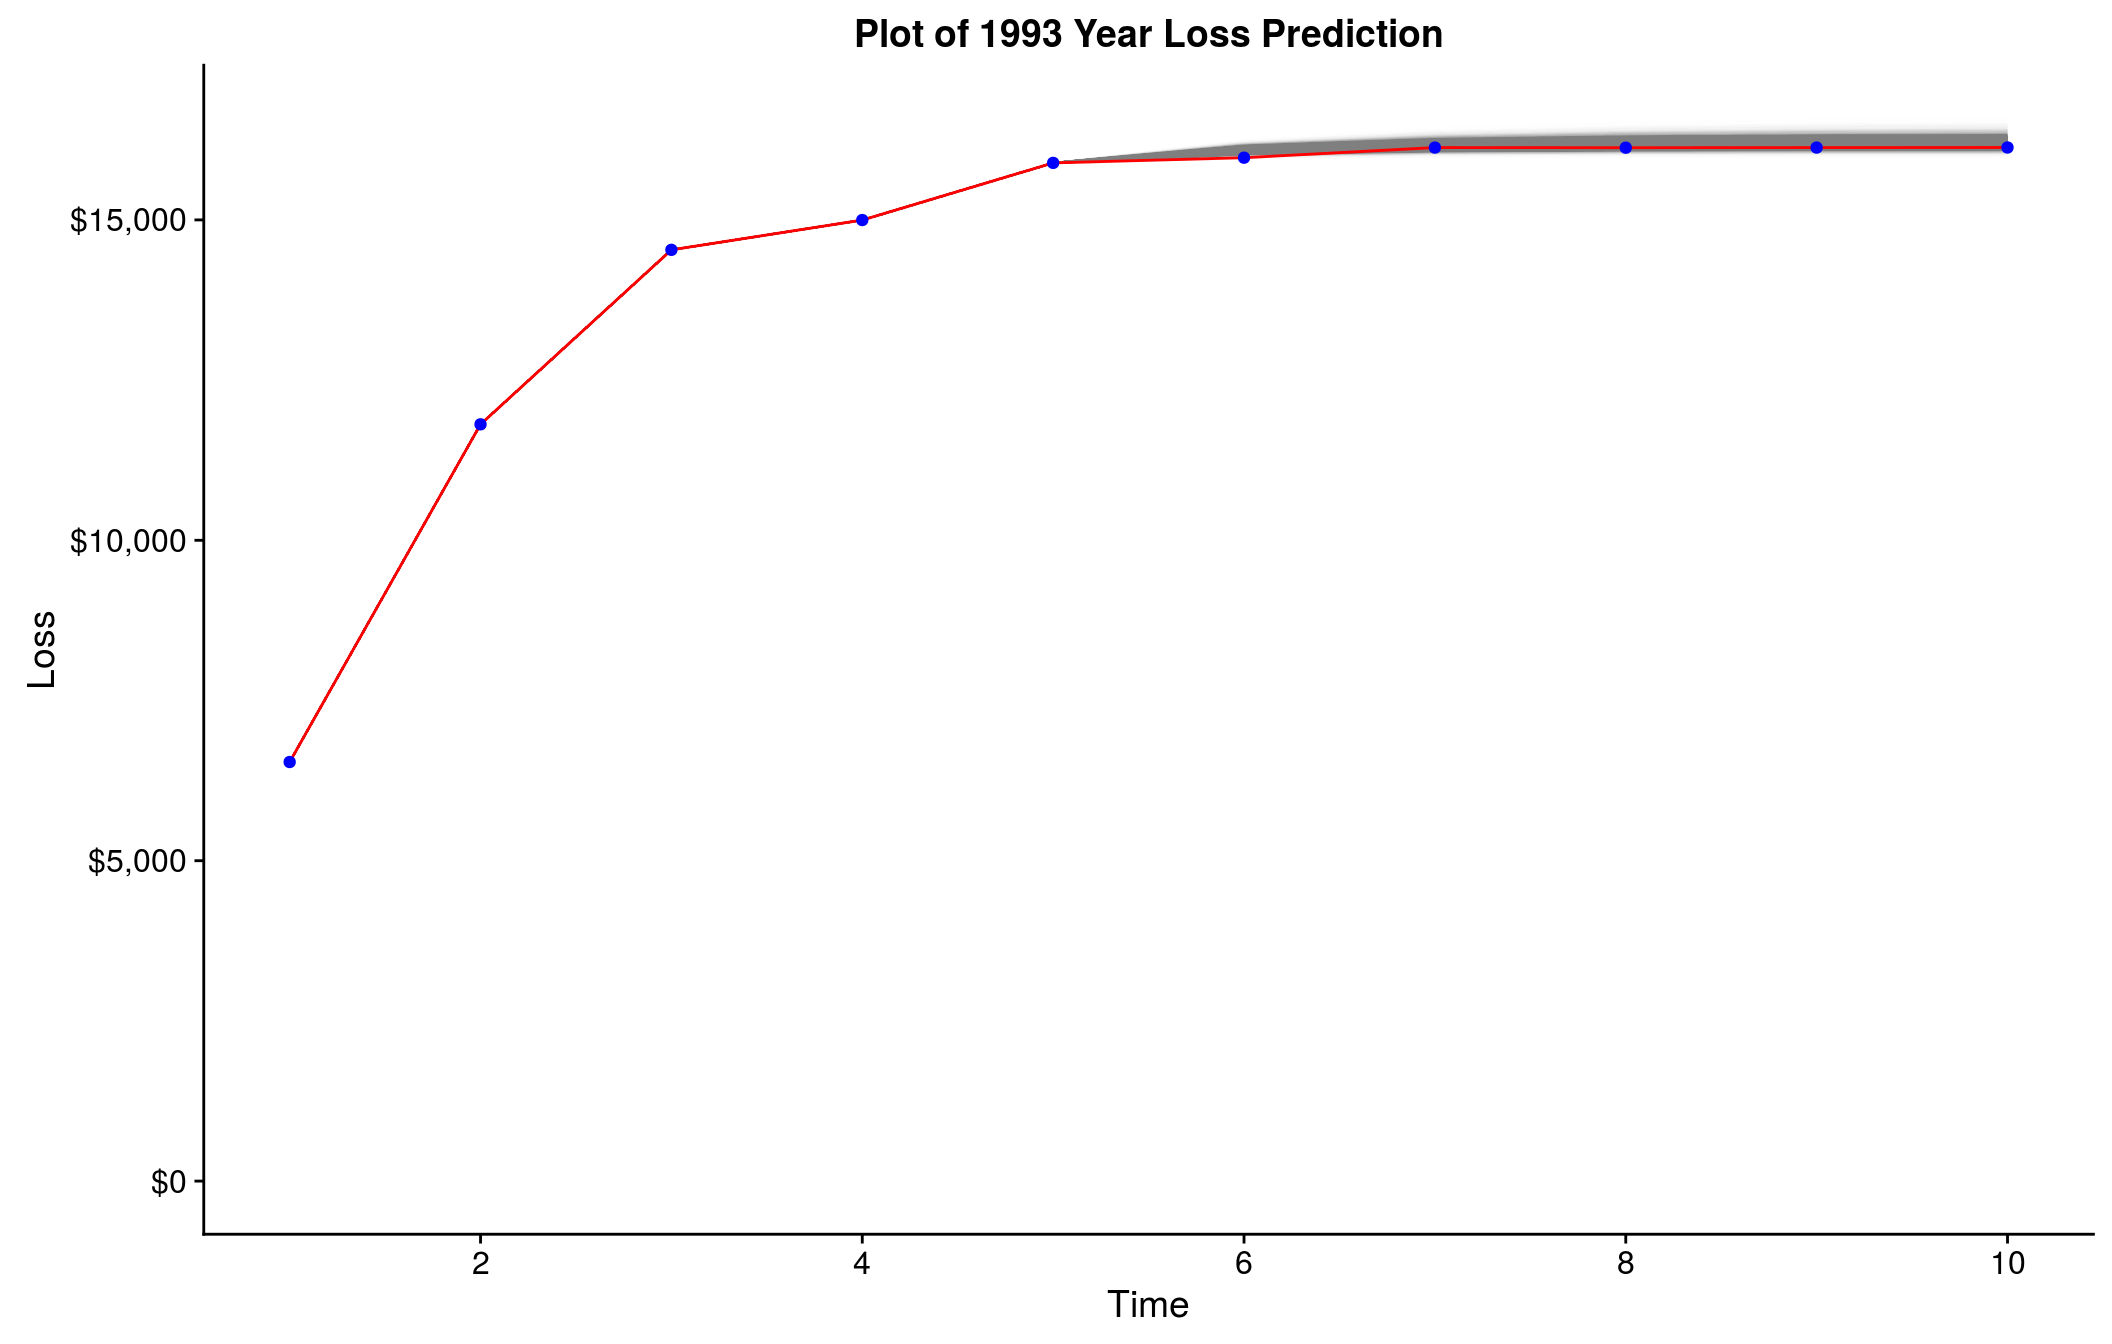 Plot of 1993 Year Loss Prediction
$15,000
$10,000
$5,000
$0
Loss
2 4 6 8 10
Time